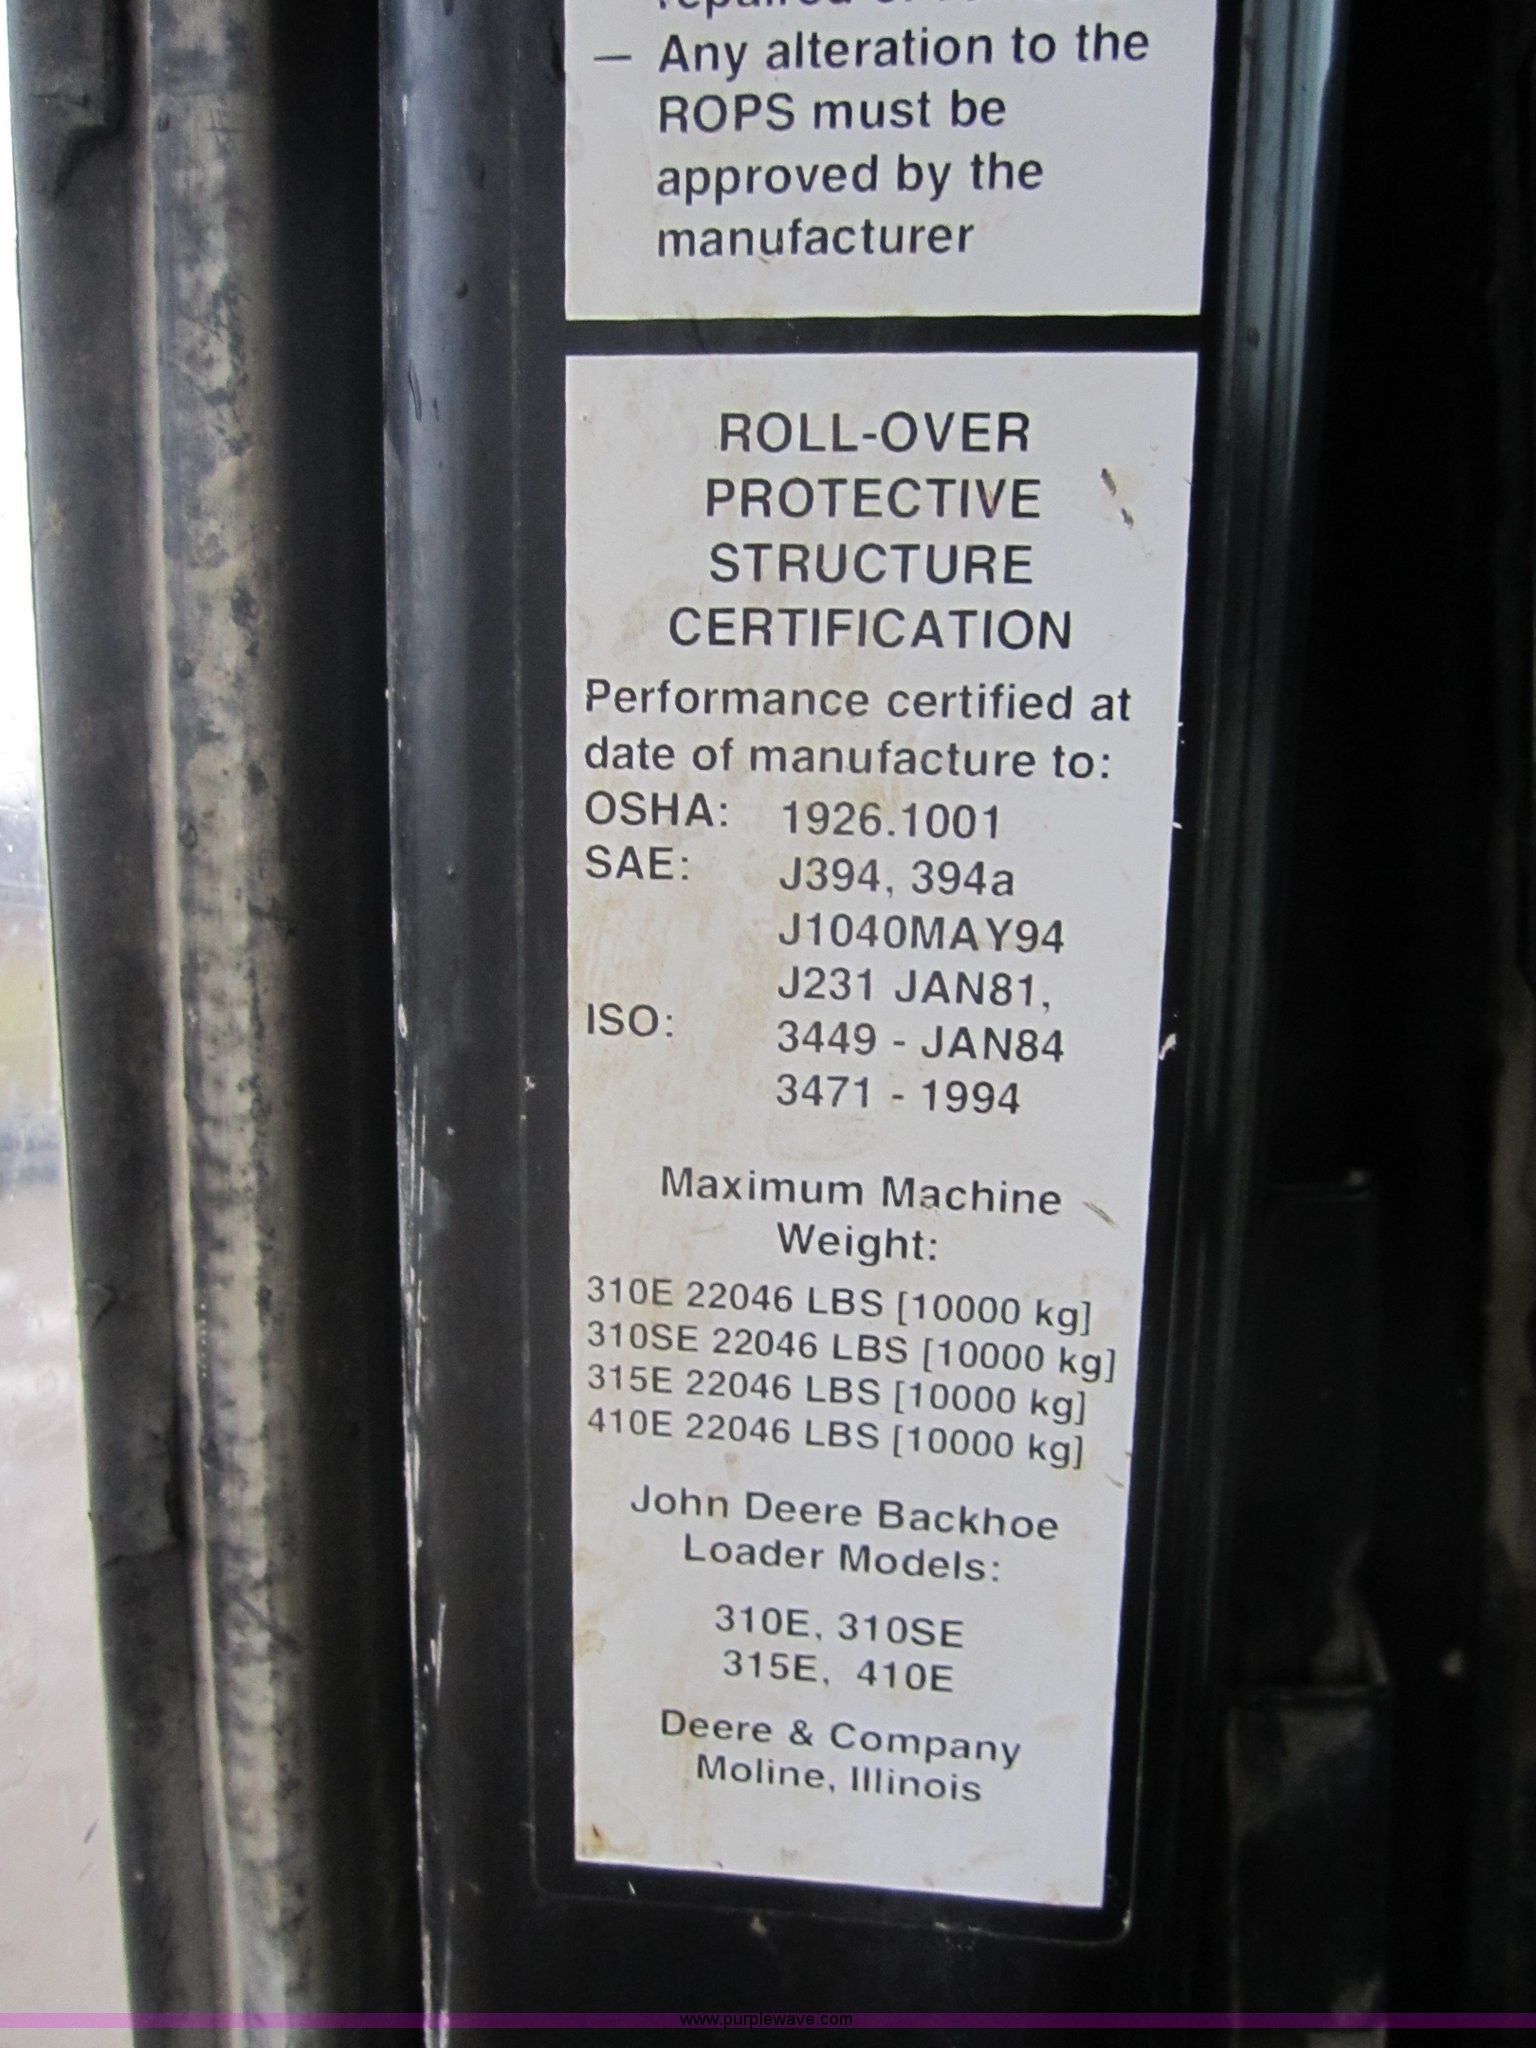 repaired or
— Any alteration to the
ROPS must be
approved by the
manufacturer
ROLL-OVER
PROTECTIVE
STRUCTURE
CERTIFICATION
Performance certified at
date of manufacture to:
OSHA: 1926.1001
SAE: J394, 394a
J1040MAY94
J231 JAN81,
ISO: 3449 - JAN84
3471 - 1994
Maximum Machine
Weight:
310E 22046 LBS [10000 kg]
310SE 22046 LBS [10000 kg]
315E 22046 LBS [10000 kg]
410E 22046 LBS [10000 kg]
John Deere Backhoe
Loader Models:
310E, 310SE
315E, 410E
Deere & Company
Moline, Illinois
www.purplewave.com